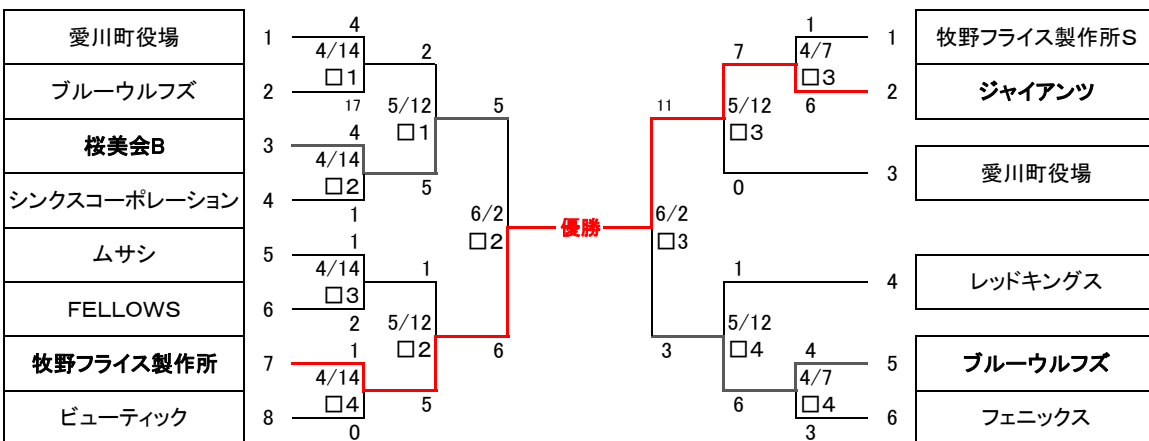 愛川町役場 1 4 1 1 牧野フライス製作所S
4/14 2 7 4/7
□1 □3
ブルーウルフズ 2 6 2 ジャイアンツ
17 5/12 5 11 5/12
桜美会B 3 4 □1 □3
4/14 3 愛川町役場
□2 5 0
シンクスコーポレーション 4
1 6/2 優勝 6/2
ムサシ 5 1 □2 □3
4/14 1 1 4 レッドキングス
□3
FELLOWS 6
2 5/12 5/12
牧野フライス製作所 7 1 □2 6 3 □4 4 5 ブルーウルフズ
4/14 4/7
□4 5 6 □4
ビューティック 8 6 フェニックス
0 3